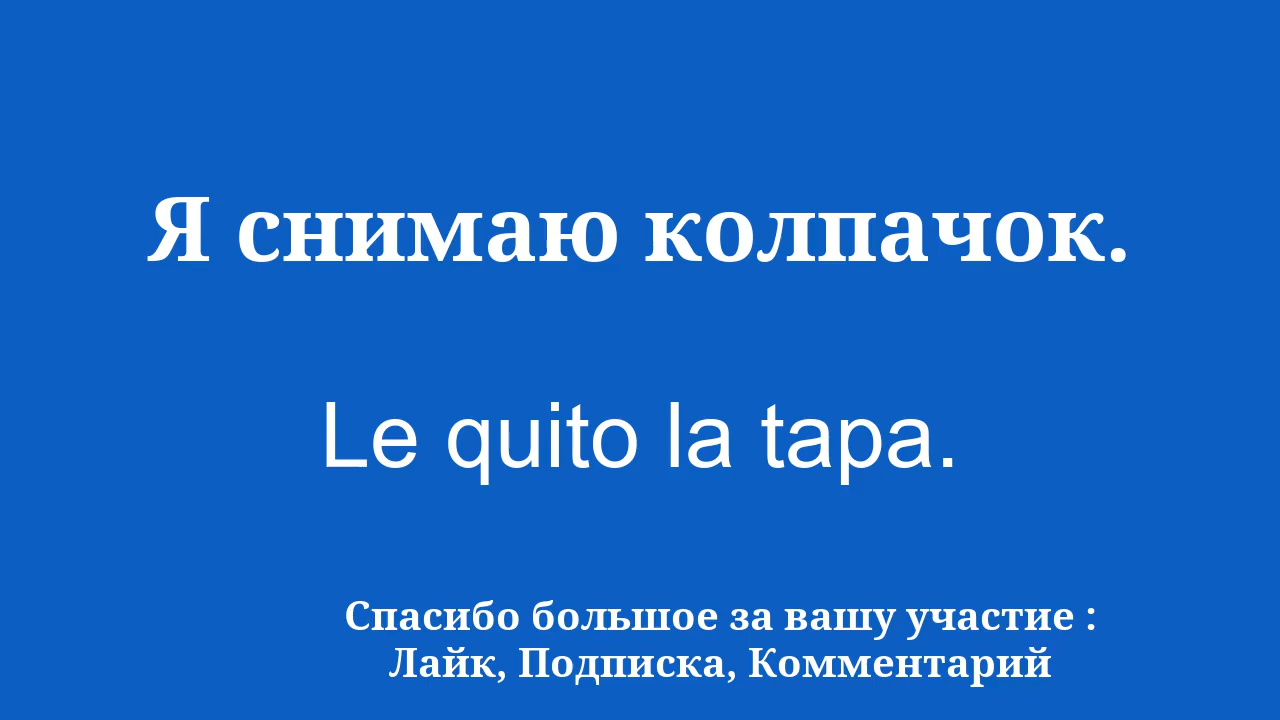 Я снимаю колпачок.
Le quito la tapa.
Спасибо большое за вашу участие :
Лайк, Подписка, Комментарий